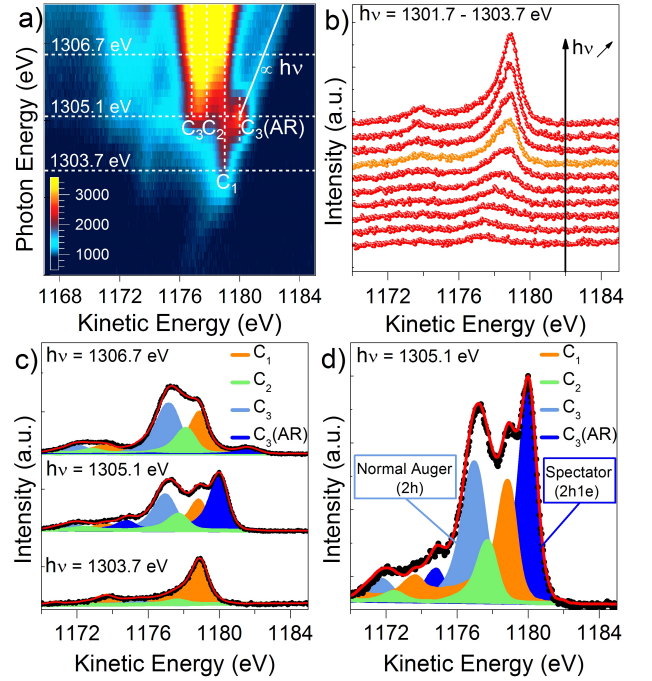 a)
1306.7 eV
∝ hν
1305.1 eV
C₃ C₂ C₃(AR)
1303.7 eV
C₁
3000
2000
1000
Photon Energy (eV)
1168 1172 1176 1180 1184
Kinetic Energy (eV)
b)
hν = 1301.7 - 1303.7 eV
hν
Intensity (a.u.)
1172 1176 1180 1184
Kinetic Energy (eV)
c)
hν = 1306.7 eV
C₁
C₂
C₃
C₃(AR)
hν = 1305.1 eV
hν = 1303.7 eV
Intensity (a.u.)
1172 1176 1180 1184
Kinetic Energy (eV)
d)
hν = 1305.1 eV
C₁
C₂
C₃
C₃(AR)
Normal Auger
(2h)
Spectator
(2h1e)
Intensity (a.u.)
1172 1176 1180 1184
Kinetic Energy (eV)